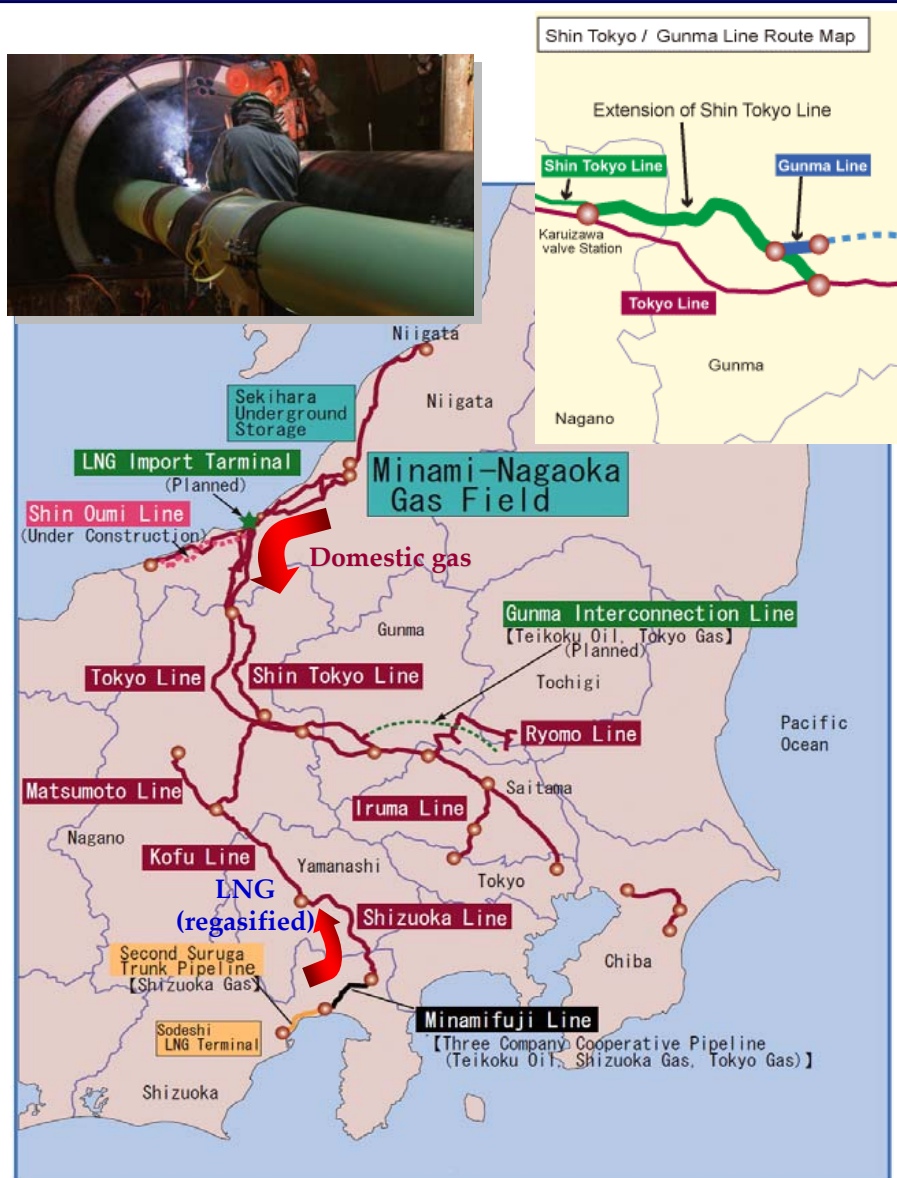 Shin Tokyo / Gunma Line Route Map
Extension of Shin Tokyo Line
Shin Tokyo Line
Gunma Line
Karuizawa
valve Station
Tokyo Line
Gunma
Nagano
Niigata
Sekihara
Underground
Storage
Niigata
LNG Import Tarminal
(Planned)
Minami-Nagaoka
Gas Field
Shin Oumi Line
(Under Construction)
Domestic gas
Gunma Interconnection Line
【Teikoku Oil, Tokyo Gas】
(Planned)
Gunma
Tochigi
Tokyo Line
Shin Tokyo Line
Ryomo Line
Pacific
Ocean
Matsumoto Line
Iruma Line
Saitama
Nagano
Kofu Line
Yamanashi
Tokyo
LNG
(regasified)
Shizuoka Line
Second Suruga
Trunk Pipeline
【Shizuoka Gas】
Chiba
Sodeshi
LNG Terminal
Minamifuji Line
【Three Company Cooperative Pipeline
(Teikoku Oil, Shizuoka Gas, Tokyo Gas)】
Shizuoka